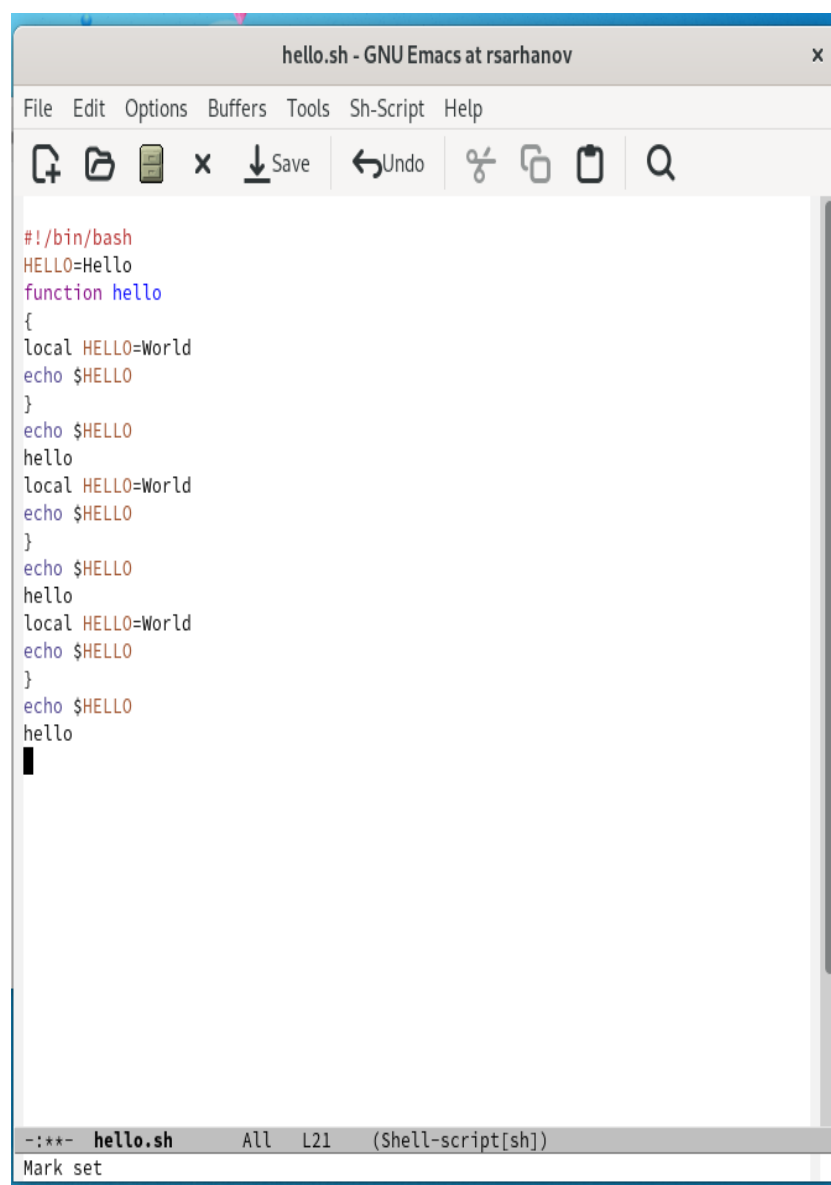 hello.sh - GNU Emacs at rsarhanov
File Edit Options Buffers Tools Sh-Script Help
Save Undo
#!/bin/bash
HELLO=Hello
function hello
{
local HELLO=World
echo $HELLO
}
echo $HELLO
hello
local HELLO=World
echo $HELLO
}
echo $HELLO
hello
local HELLO=World
echo $HELLO
}
echo $HELLO
hello
-:**- hello.sh All L21 (Shell-script[sh])
Mark set